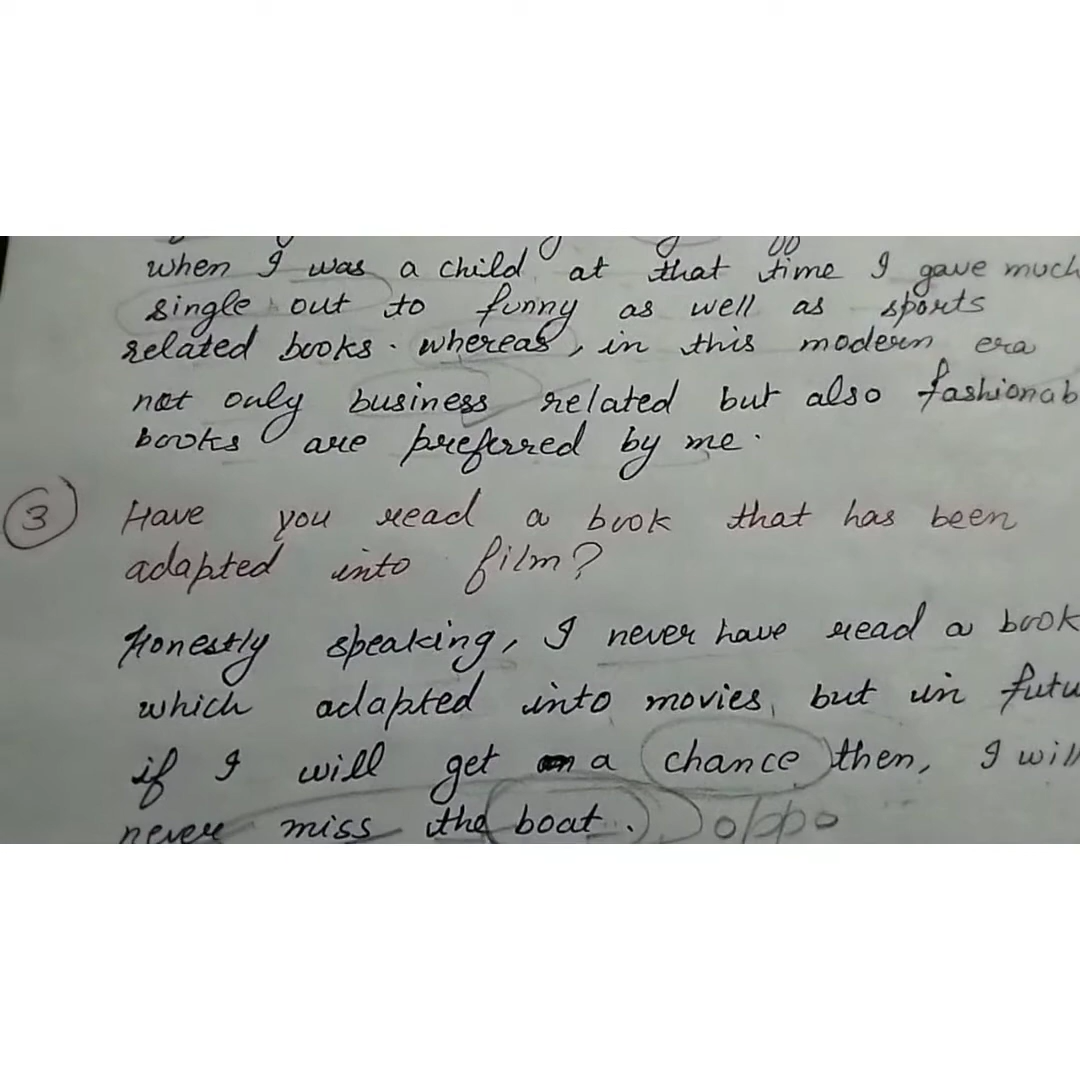 when I was a child at that time I gave much
single out to funny as well as sports
related books. whereas, in this modern era
not only business related but also fashionab
books are preferred by me.
3 Have you read a book that has been
adapted into film?
Honestly speaking, I never have read a book
which adapted into movies, but in futu
if I will get a chance then, I will
never miss the boat. oppo